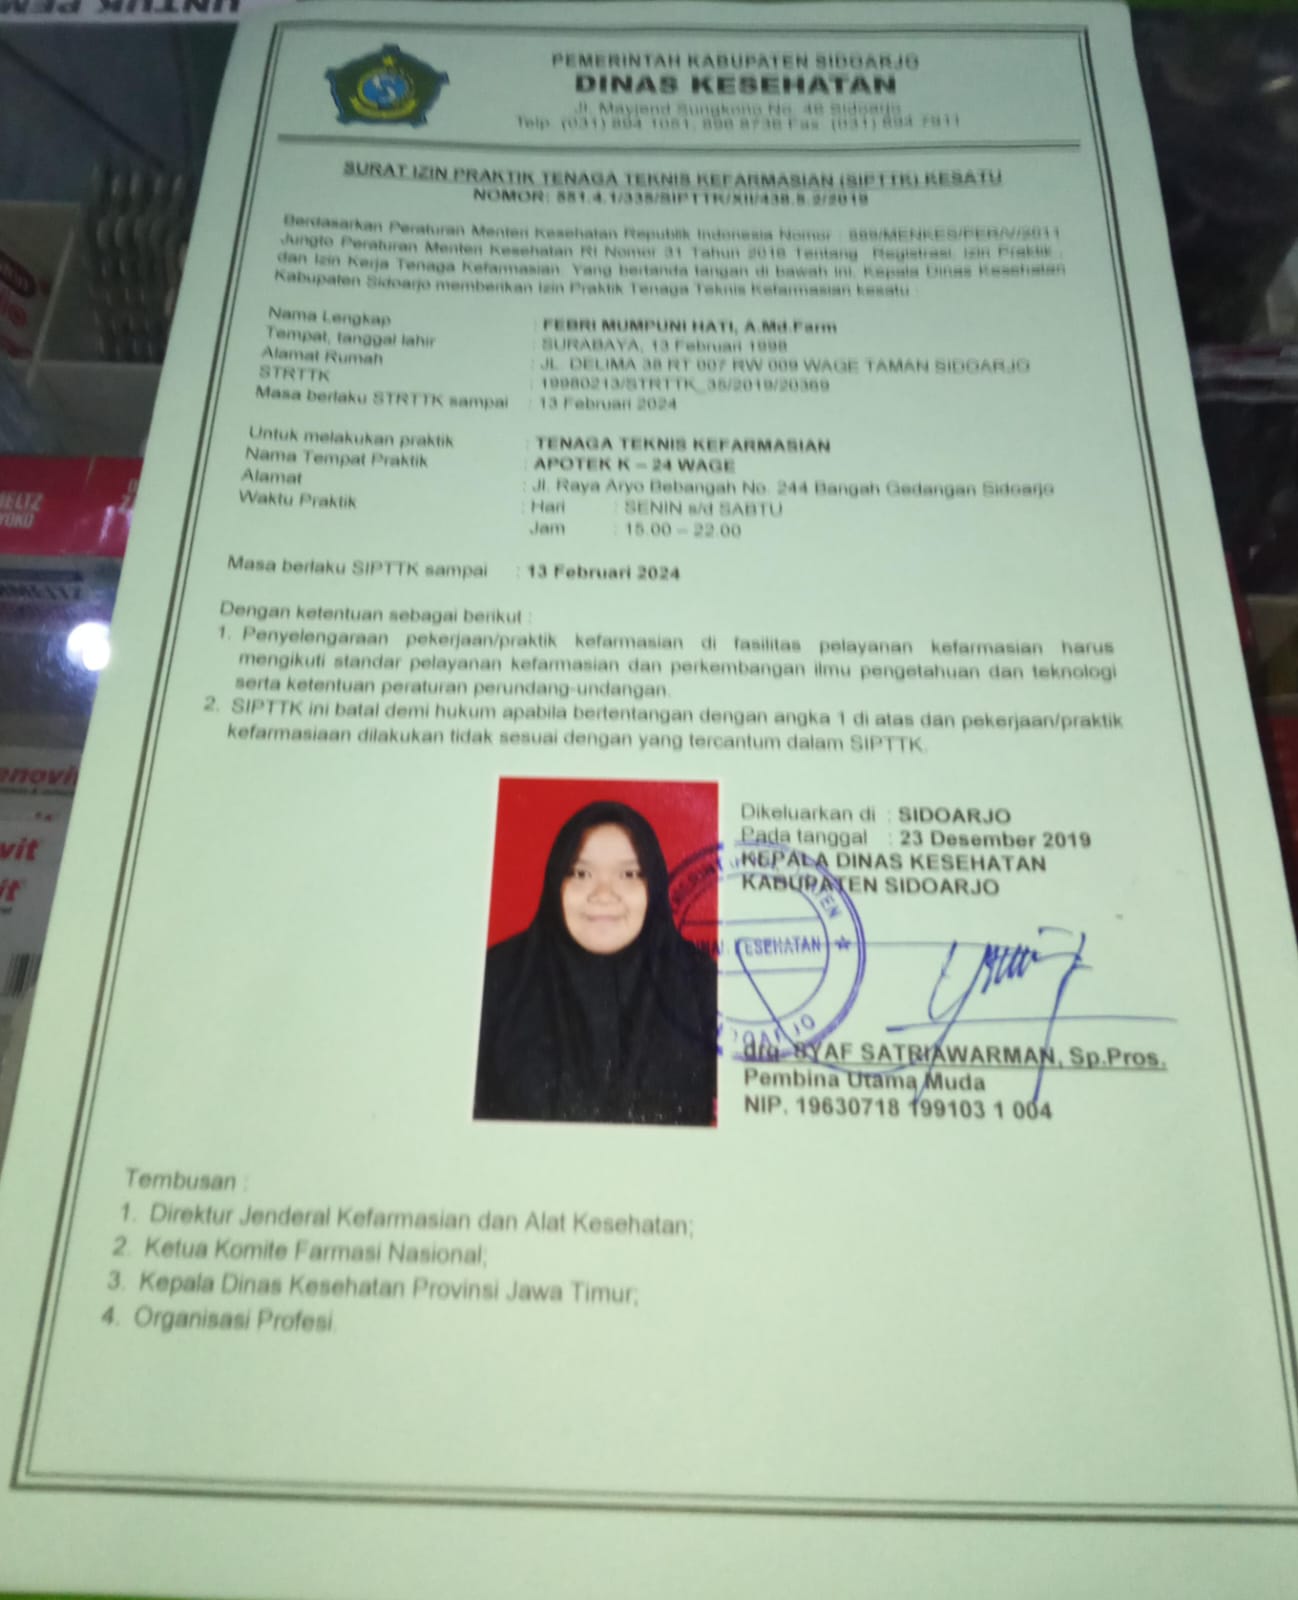 UNTUK PEM
PEMERINTAH KABUPATEN SIDOARJO
DINAS KESEHATAN
Jl. Mayjend Sungkono No. 46 Sidoarjo
Telp. (031) 894 1051, 896 8736 Fax. (031) 894 7911
SURAT IZIN PRAKTIK TENAGA TEKNIS KEFARMASIAN (SIPTTK) KESATU
NOMOR: 551.4.1/335/SIPTTK/XII/438.5.2/2019
Berdasarkan Peraturan Menteri Kesehatan Republik Indonesia Nomor : 889/MENKES/PER/V/2011
Jungto Peraturan Menteri Kesehatan RI Nomor 31 Tahun 2016 Tentang Registrasi, Izin Praktik,
dan Izin Kerja Tenaga Kefarmasian. Yang bertanda tangan di bawah ini, Kepala Dinas Kesehatan
Kabupaten Sidoarjo memberikan Izin Praktik Tenaga Teknis Kefarmasian kesatu :
Nama Lengkap : FEBRI MUMPUNI HATI, A.Md.Farm
Tempat, tanggal lahir : SURABAYA, 13 Februari 1998
Alamat Rumah : JL. DELIMA 38 RT 007 RW 009 WAGE TAMAN SIDOARJO
STRTTK : 19980213/STRTTK_35/2019/20369
Masa berlaku STRTTK sampai : 13 Februari 2024
Untuk melakukan praktik : TENAGA TEKNIS KEFARMASIAN
Nama Tempat Praktik : APOTEK K – 24 WAGE
Alamat : Jl. Raya Aryo Bebangah No. 244 Bangah Gedangan Sidoarjo
Waktu Praktik : Hari : SENIN s/d SABTU
Jam : 15.00 – 22.00
Masa berlaku SIPTTK sampai : 13 Februari 2024
Dengan ketentuan sebagai berikut :
1. Penyelengaraan pekerjaan/praktik kefarmasian di fasilitas pelayanan kefarmasian harus
mengikuti standar pelayanan kefarmasian dan perkembangan ilmu pengetahuan dan teknologi
serta ketentuan peraturan perundang-undangan.
2. SIPTTK ini batal demi hukum apabila bertentangan dengan angka 1 di atas dan pekerjaan/praktik
kefarmasiaan dilakukan tidak sesuai dengan yang tercantum dalam SIPTTK.
Dikeluarkan di : SIDOARJO
Pada tanggal : 23 Desember 2019
KEPALA DINAS KESEHATAN
KABUPATEN SIDOARJO
KESEHATAN
drg. SYAF SATRIAWARMAN, Sp.Pros.
Pembina Utama Muda
NIP. 19630718 199103 1 004
Tembusan :
1. Direktur Jenderal Kefarmasian dan Alat Kesehatan;
2. Ketua Komite Farmasi Nasional;
3. Kepala Dinas Kesehatan Provinsi Jawa Timur;
4. Organisasi Profesi.